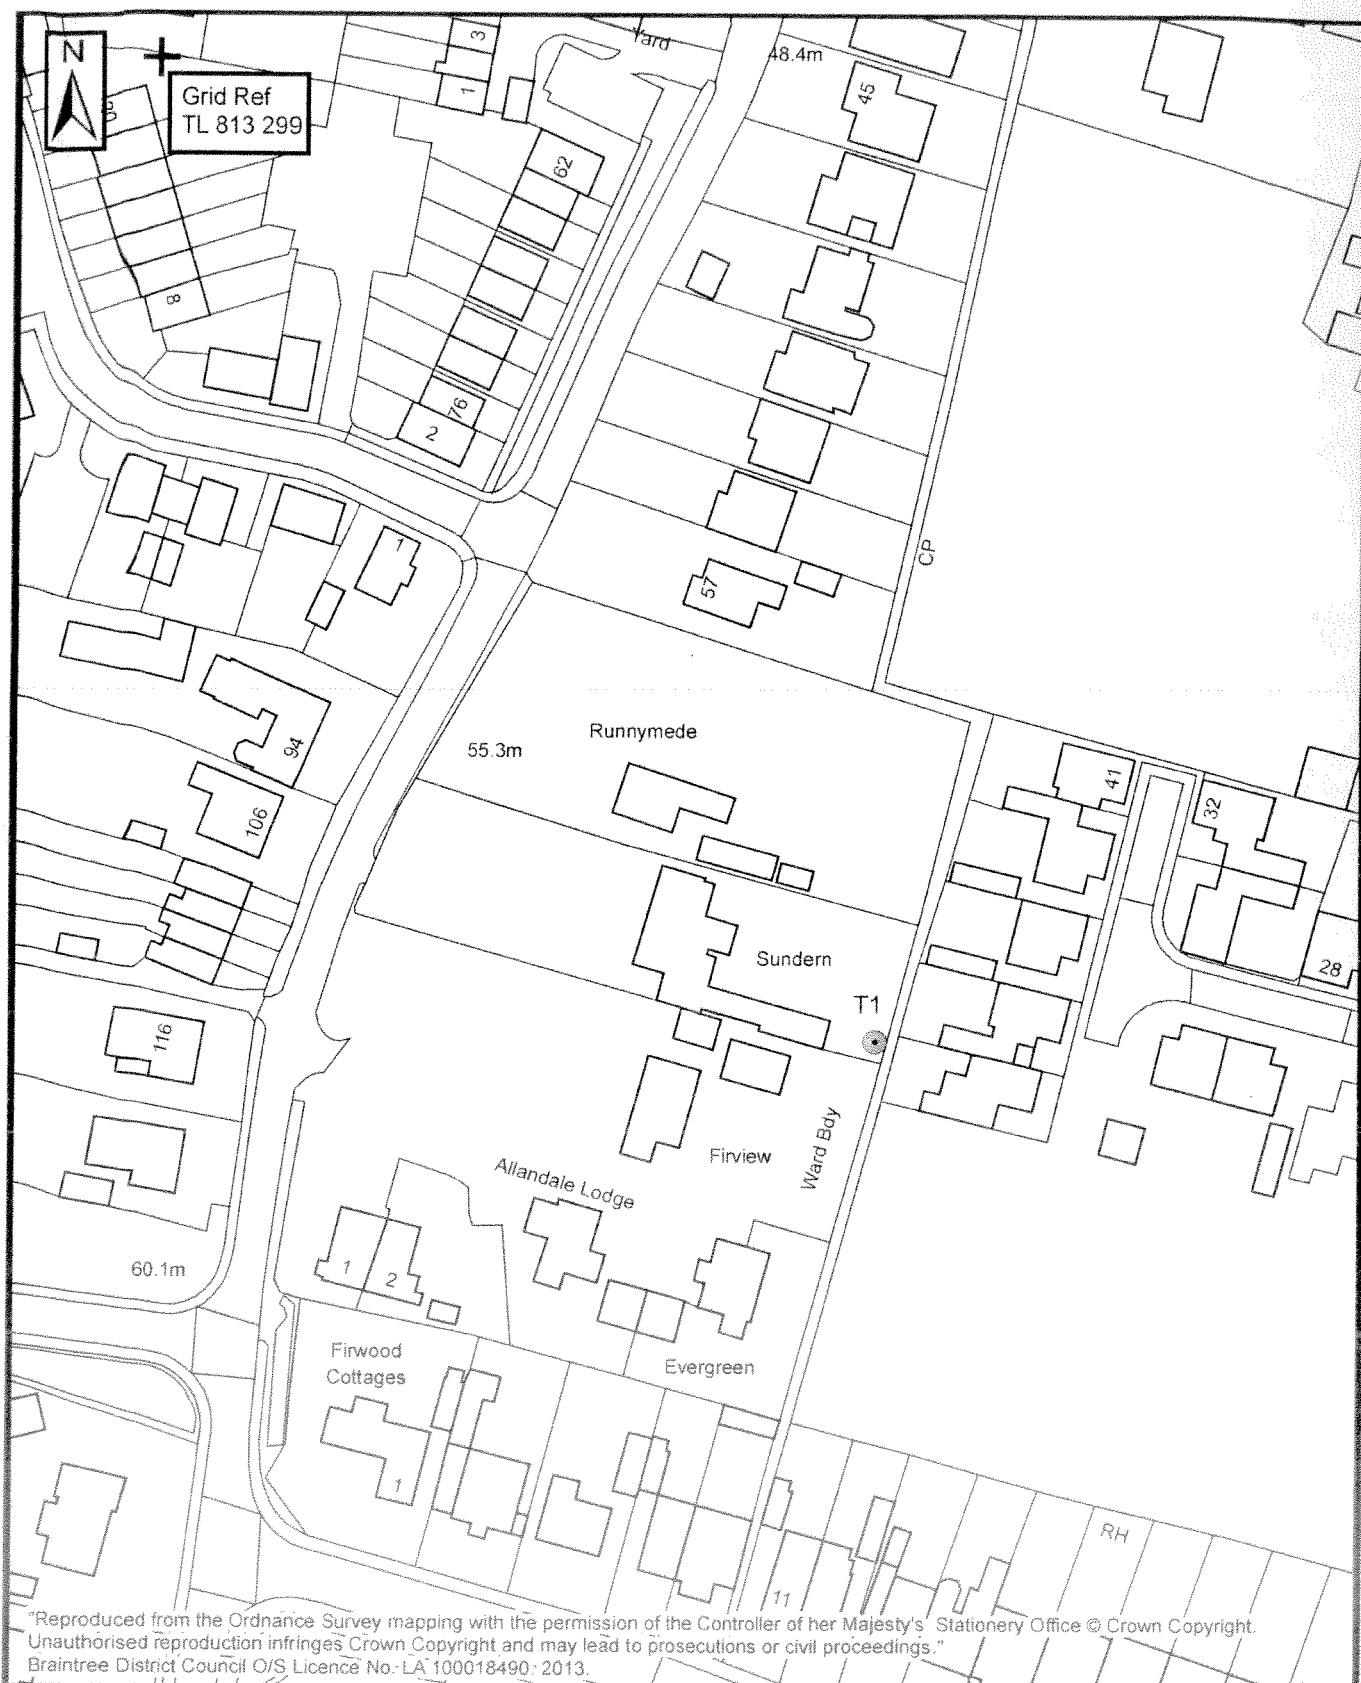 N
Grid Ref
TL 813 299
3
1
Yard
48.4m
45
62
8
76
2
1
57
CP
94
55.3m
Runnymede
41
32
106
Sundern
28
T1
116
Ward Bdy
Firview
Allandale Lodge
1
2
60.1m
Firwood
Cottages
Evergreen
1
11
RH
"Reproduced from the Ordnance Survey mapping with the permission of the Controller of her Majesty's Stationery Office © Crown Copyright.
Unauthorised reproduction infringes Crown Copyright and may lead to prosecutions or civil proceedings."
Braintree District Council O/S Licence No. LA 100018490. 2013.